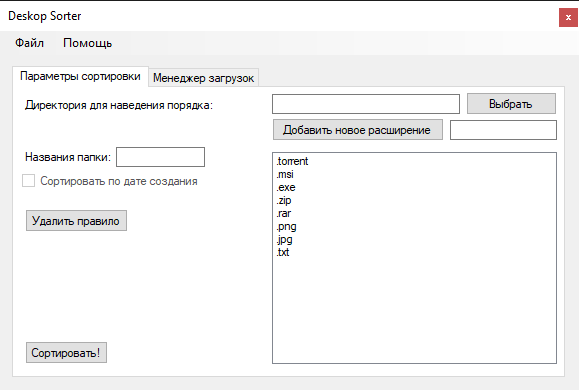 Deskop Sorter
x
Файл Помощь
Параметры сортировки Менеджер загрузок
Директория для наведения порядка: Выбрать
Добавить новое расширение
Названия папки:
Сортировать по дате создания
Удалить правило
Сортировать!
.torrent
.msi
.exe
.zip
.rar
.png
.jpg
.txt